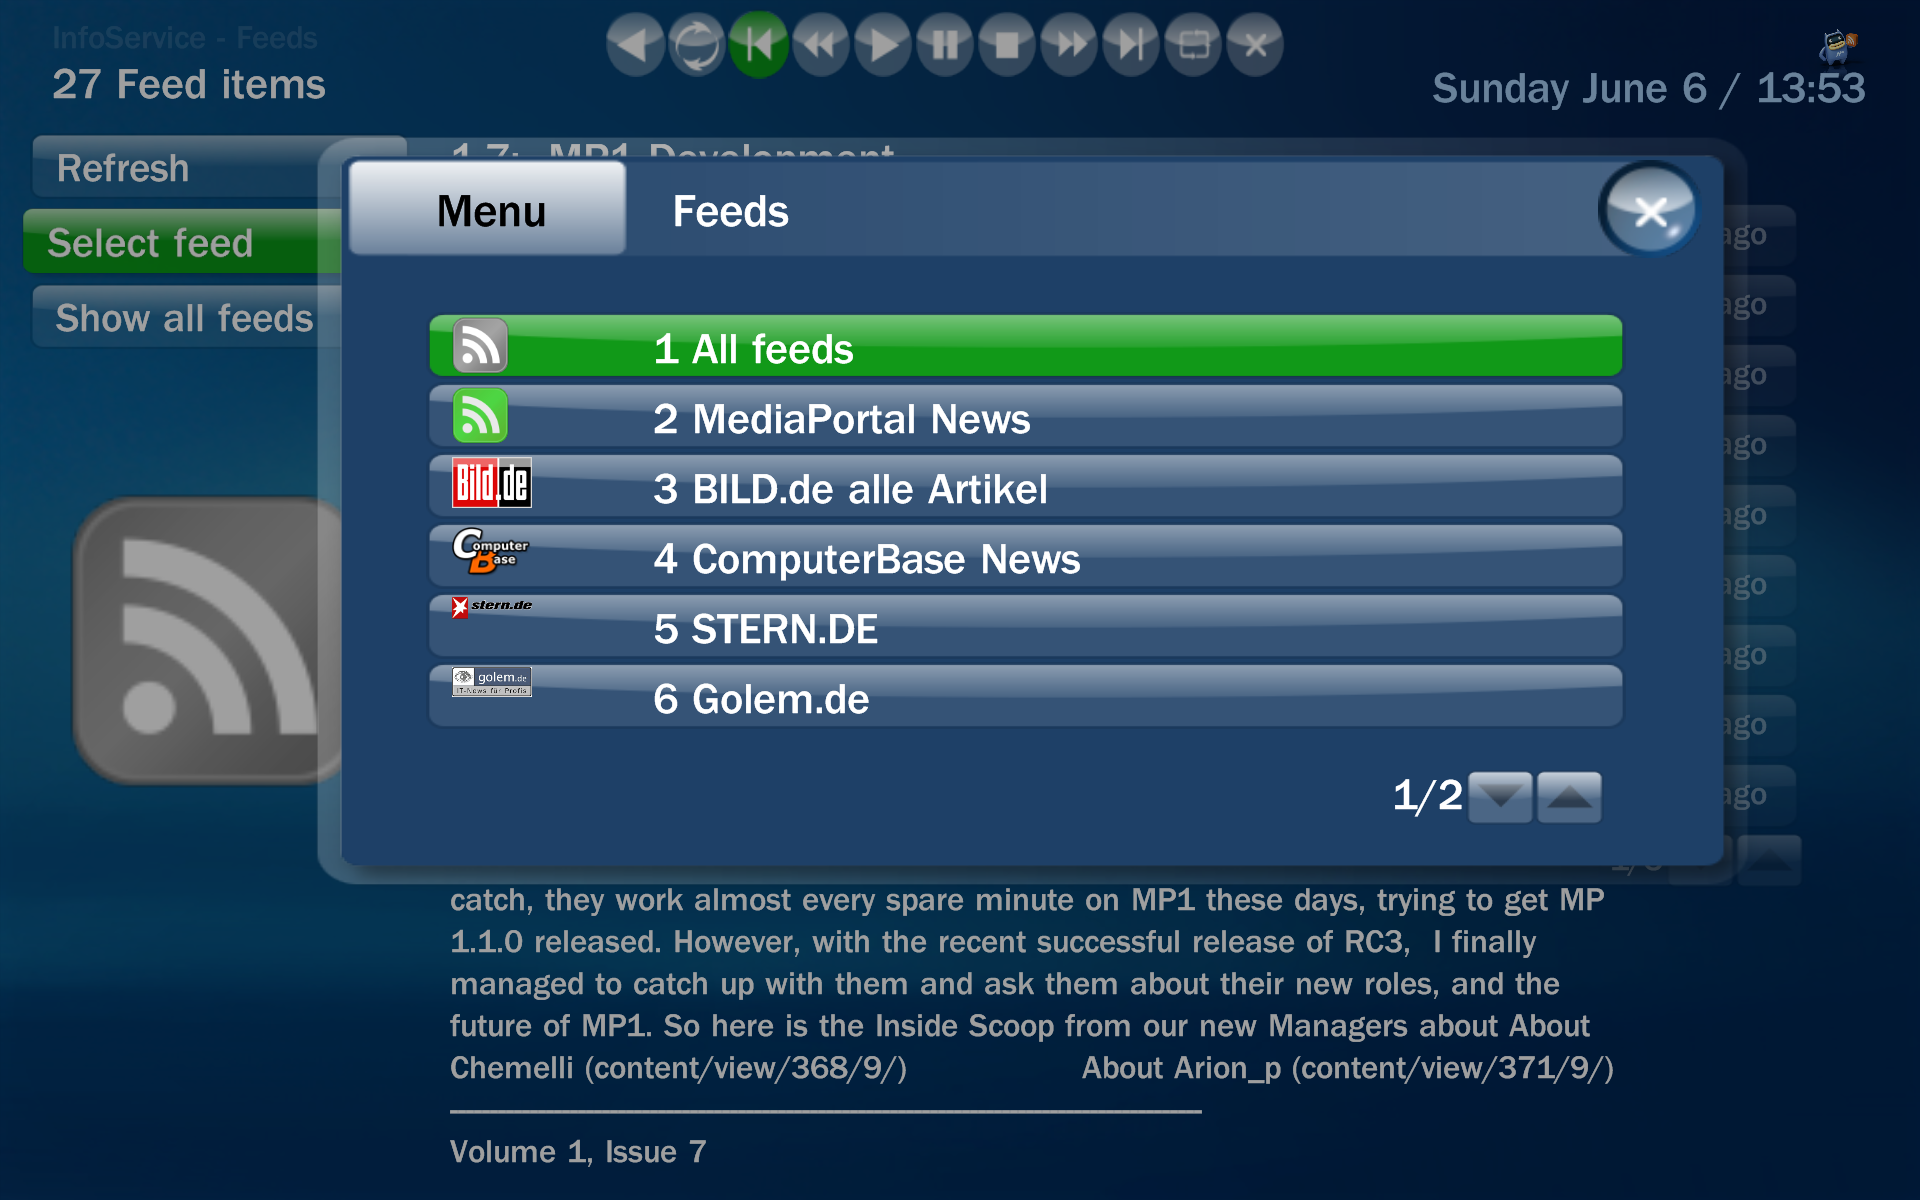 InfoService - Feeds
27 Feed items
Sunday June 6 / 13:53
Refresh
Select feed
Show all feeds
1.7: MP1 Development
Menu
Feeds
ago
ago
ago
ago
ago
ago
ago
ago
ago
1 All feeds
2 MediaPortal News
Bild.de
3 BILD.de alle Artikel
Computer Base
4 ComputerBase News
stern.de
5 STERN.DE
golem.de
IT-News für Profis
6 Golem.de
1/2
catch, they work almost every spare minute on MP1 these days, trying to get MP
1.1.0 released. However, with the recent successful release of RC3, I finally
managed to catch up with them and ask them about their new roles, and the
future of MP1. So here is the Inside Scoop from our new Managers about About
Chemelli (content/view/368/9/) About Arion_p (content/view/371/9/)
Volume 1, Issue 7